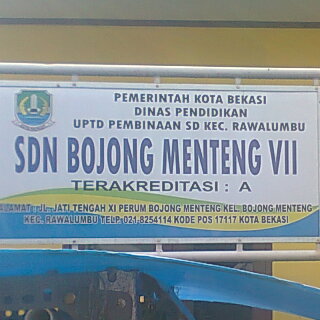 PEMERINTAH KOTA BEKASI
DINAS PENDIDIKAN
UPTD PEMBINAAN SD KEC. RAWALUMBU
SDN BOJONG MENTENG VII
TERAKREDITASI : A
ALAMAT : JL. JATI TENGAH XI PERUM BOJONG MENTENG KEL. BOJONG MENTENG
KEC. RAWALUMBU TELP. 021-8254114 KODE POS 17117 KOTA BEKASI